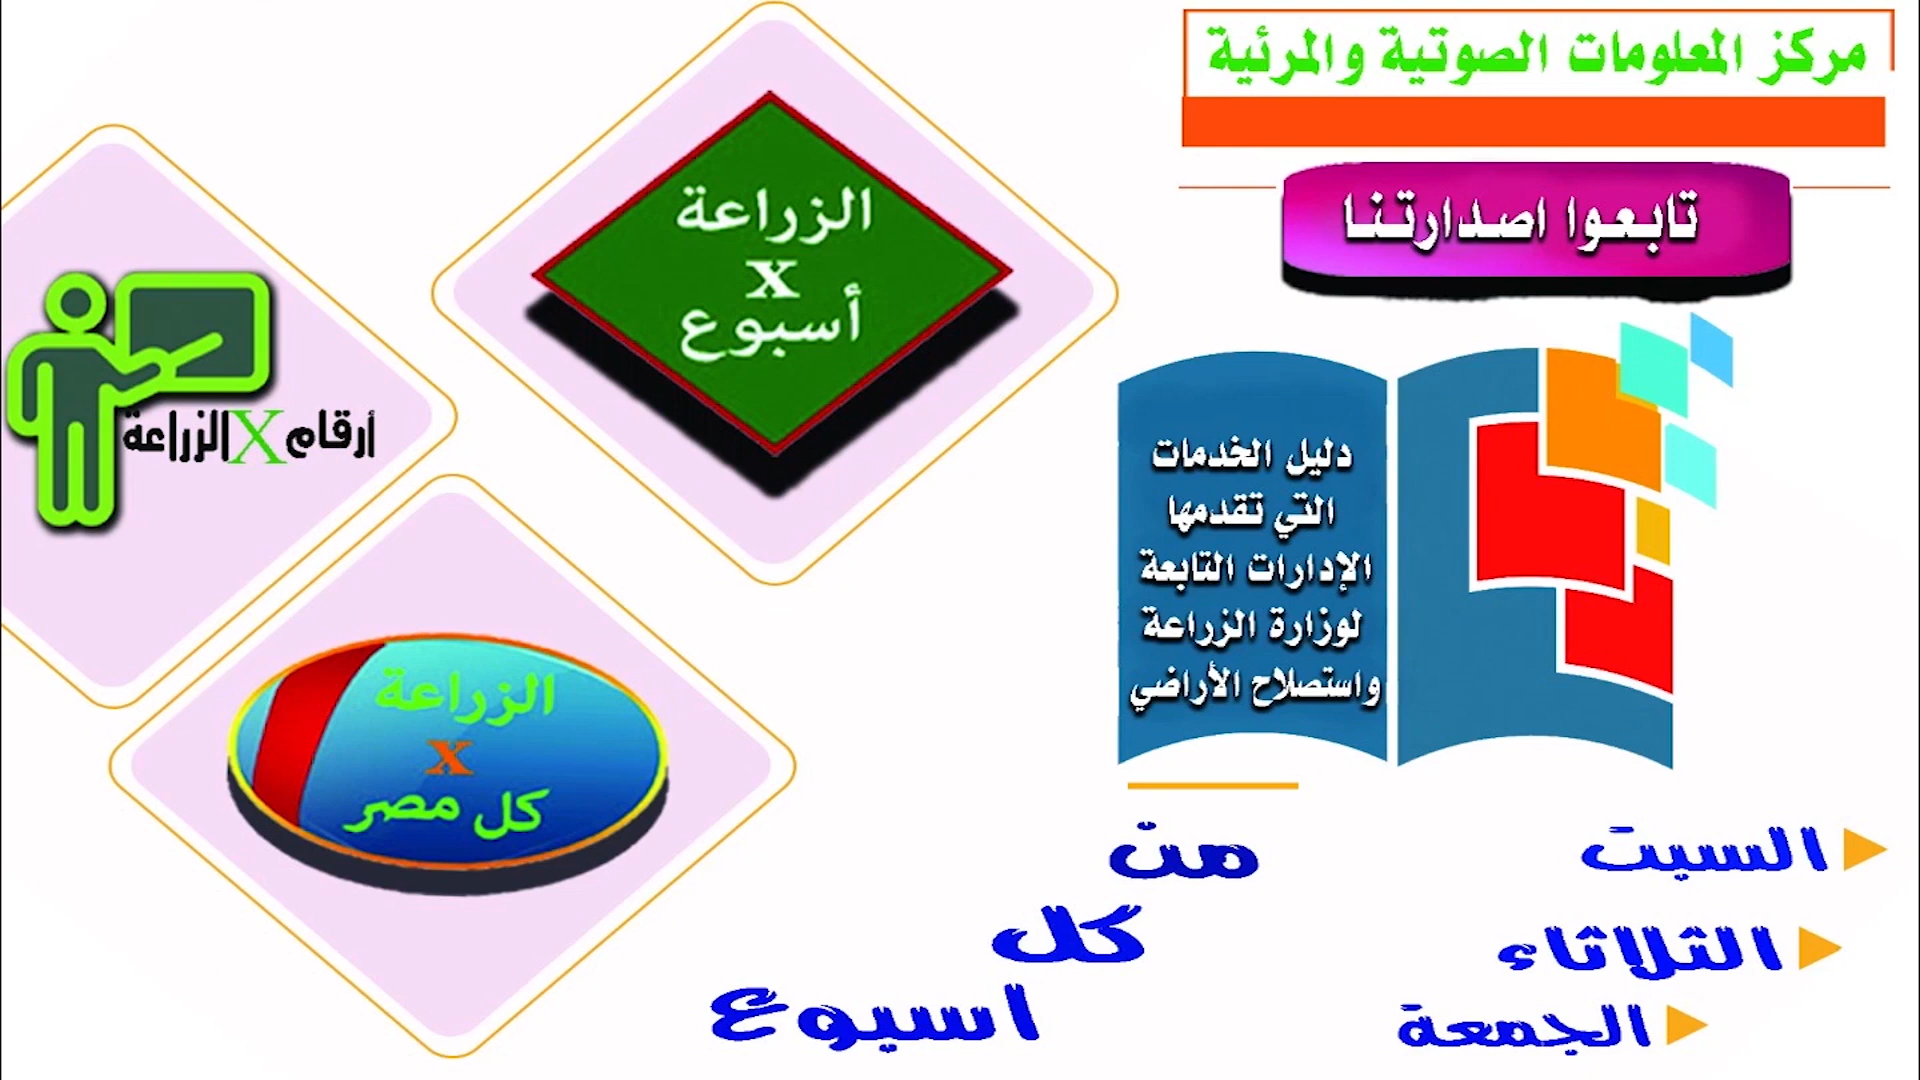 مركز المعلومات الصوتية والمرئية
تابعوا اصدارتنا
الزراعة
X
أسبوع
أرقام X الزراعة
دليل الخدمات
التي تقدمها
الإدارات التابعة
لوزارة الزراعة
واستصلاح الأراضي
الزراعة
X
كل مصر
السبت
الثلاثاء
الجمعة
من
كل
اسبوع